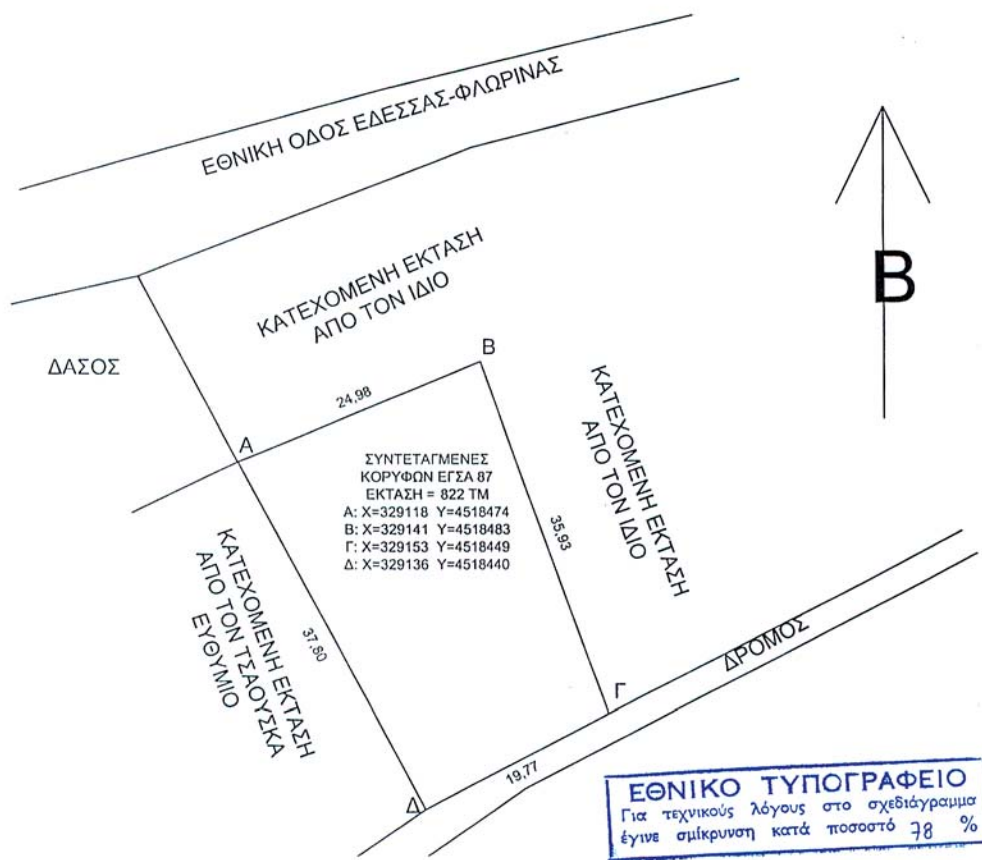 ΕΘΝΙΚΗ ΟΔΟΣ ΕΔΕΣΣΑΣ-ΦΛΩΡΙΝΑΣ
Β
ΚΑΤΕΧΟΜΕΝΗ ΕΚΤΑΣΗ
ΑΠΟ ΤΟΝ ΙΔΙΟ
ΔΑΣΟΣ
Β
24,98
Α
ΚΑΤΕΧΟΜΕΝΗ ΕΚΤΑΣΗ
ΑΠΟ ΤΟΝ ΙΔΙΟ
ΣΥΝΤΕΤΑΓΜΕΝΕΣ
ΚΟΡΥΦΩΝ ΕΓΣΑ 87
ΕΚΤΑΣΗ = 822 ΤΜ
Α: Χ=329118 Υ=4518474
Β: Χ=329141 Υ=4518483
Γ: Χ=329153 Υ=4518449
Δ: Χ=329136 Υ=4518440
35,93
ΚΑΤΕΧΟΜΕΝΗ ΕΚΤΑΣΗ
ΑΠΟ ΤΟΝ ΤΣΑΟΥΣΚΑ
ΕΥΘΥΜΙΟ
37,80
ΔΡΟΜΟΣ
Γ
19,77
Δ
ΕΘΝΙΚΟ ΤΥΠΟΓΡΑΦΕΙΟ
Για τεχνικούς λόγους στο σχεδιάγραμμα
έγινε σμίκρυνση κατά ποσοστό 78 %